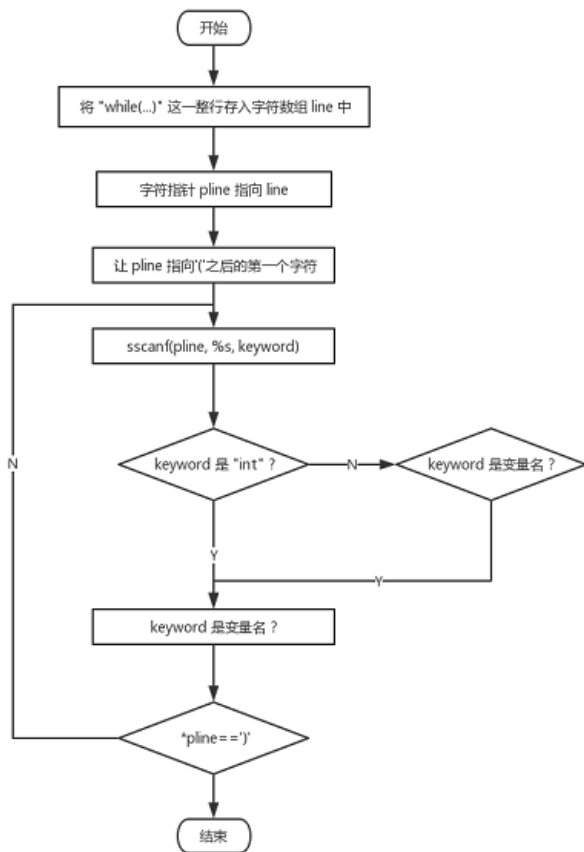 开始
将 "while(...)" 这一整行存入字符数组 line 中
字符指针 pline 指向 line
让 pline 指向'('之后的第一个字符
sscanf(pline, %s, keyword)
N
keyword 是 "int" ?
N
keyword 是变量名 ?
Y
Y
keyword 是变量名 ?
*pline==')'
结束